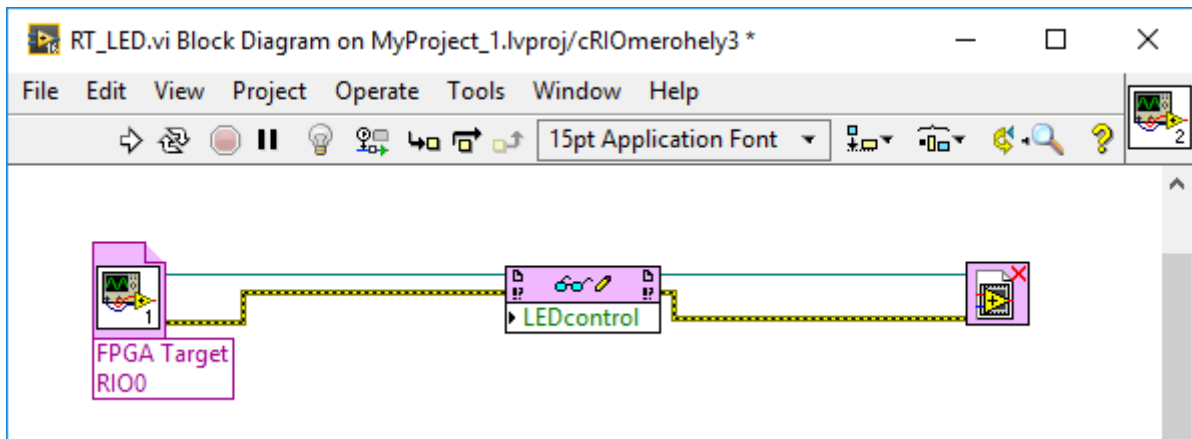 RT_LED.vi Block Diagram on MyProject_1.lvproj/cRIOmerohely3 *
File Edit View Project Operate Tools Window Help
15pt Application Font
2
1
LEDcontrol
FPGA Target
RIO0